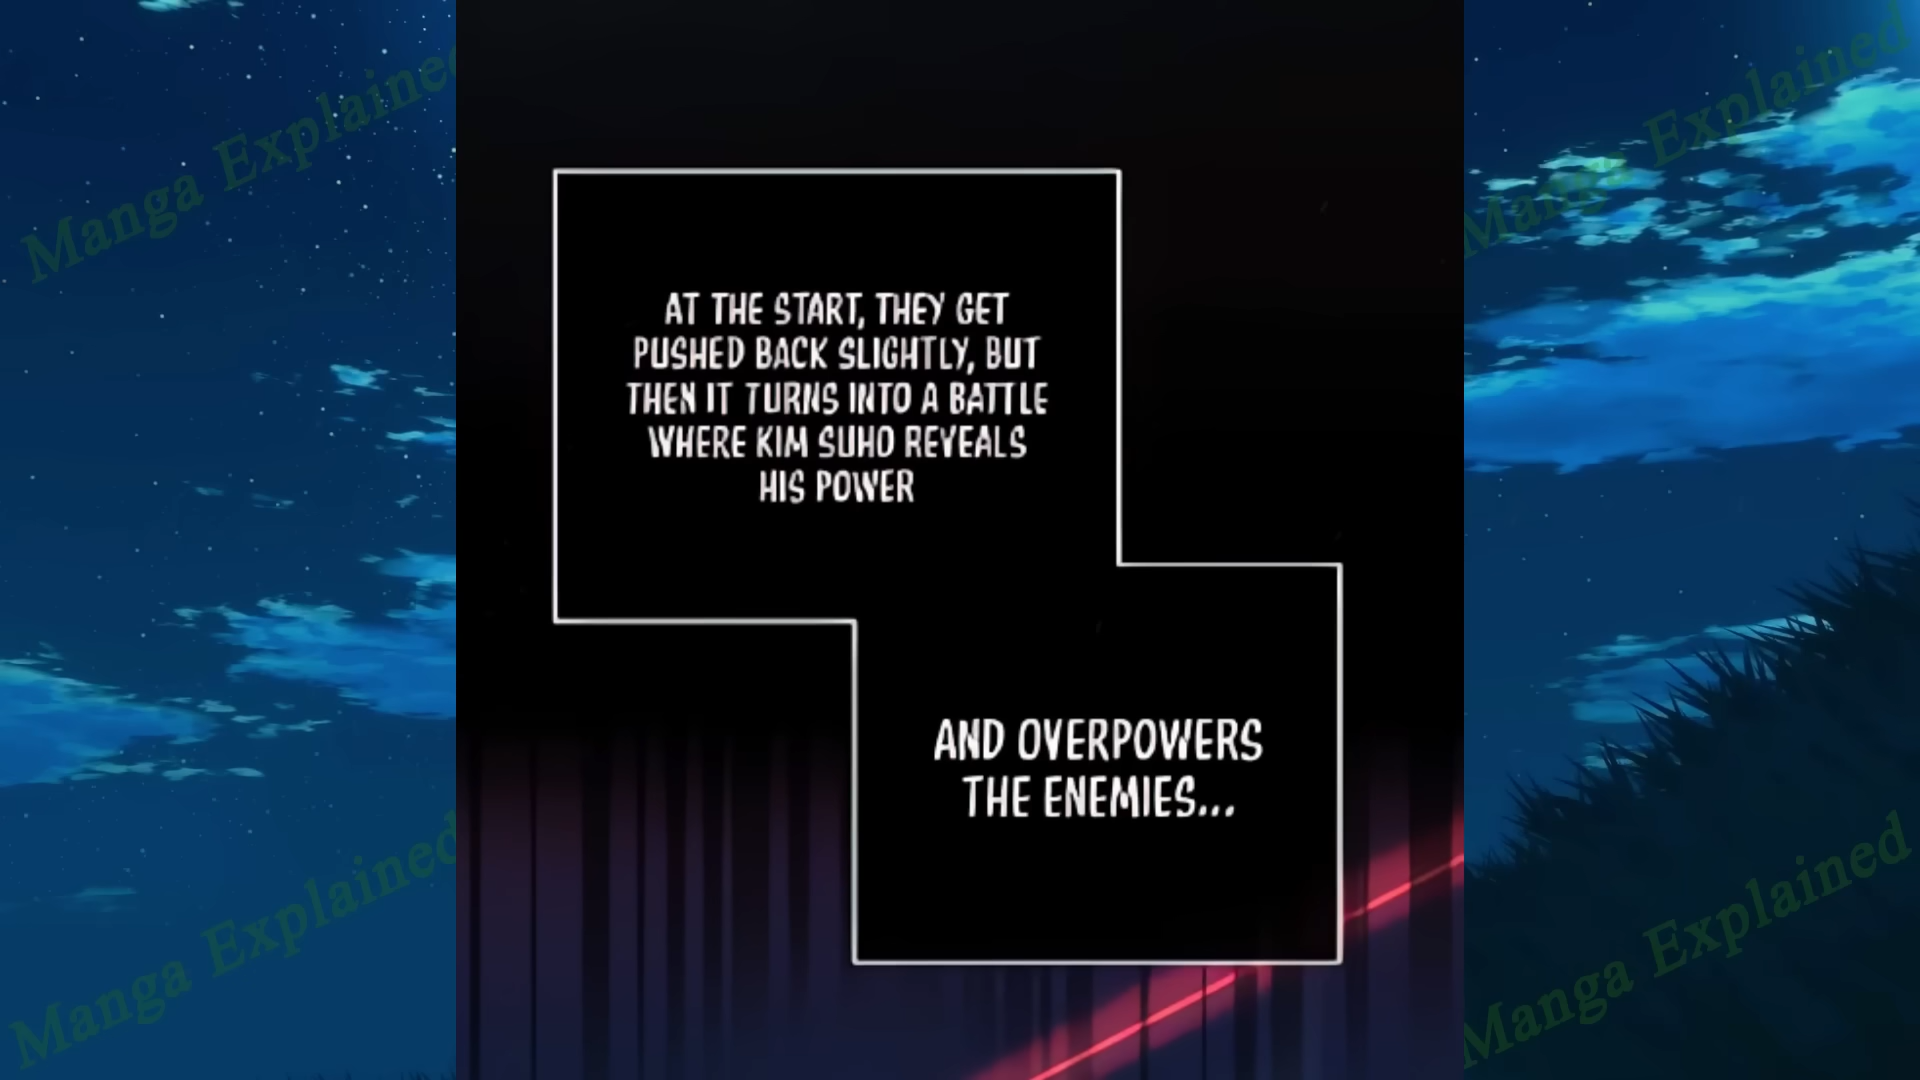 Manga Explained
Manga Explained
AT THE START, THEY GET
PUSHED BACK SLIGHTLY, BUT
THEN IT TURNS INTO A BATTLE
WHERE KIM SUHO REVEALS
HIS POWER
AND OVERPOWERS
THE ENEMIES...
Manga Explained
Manga Explained